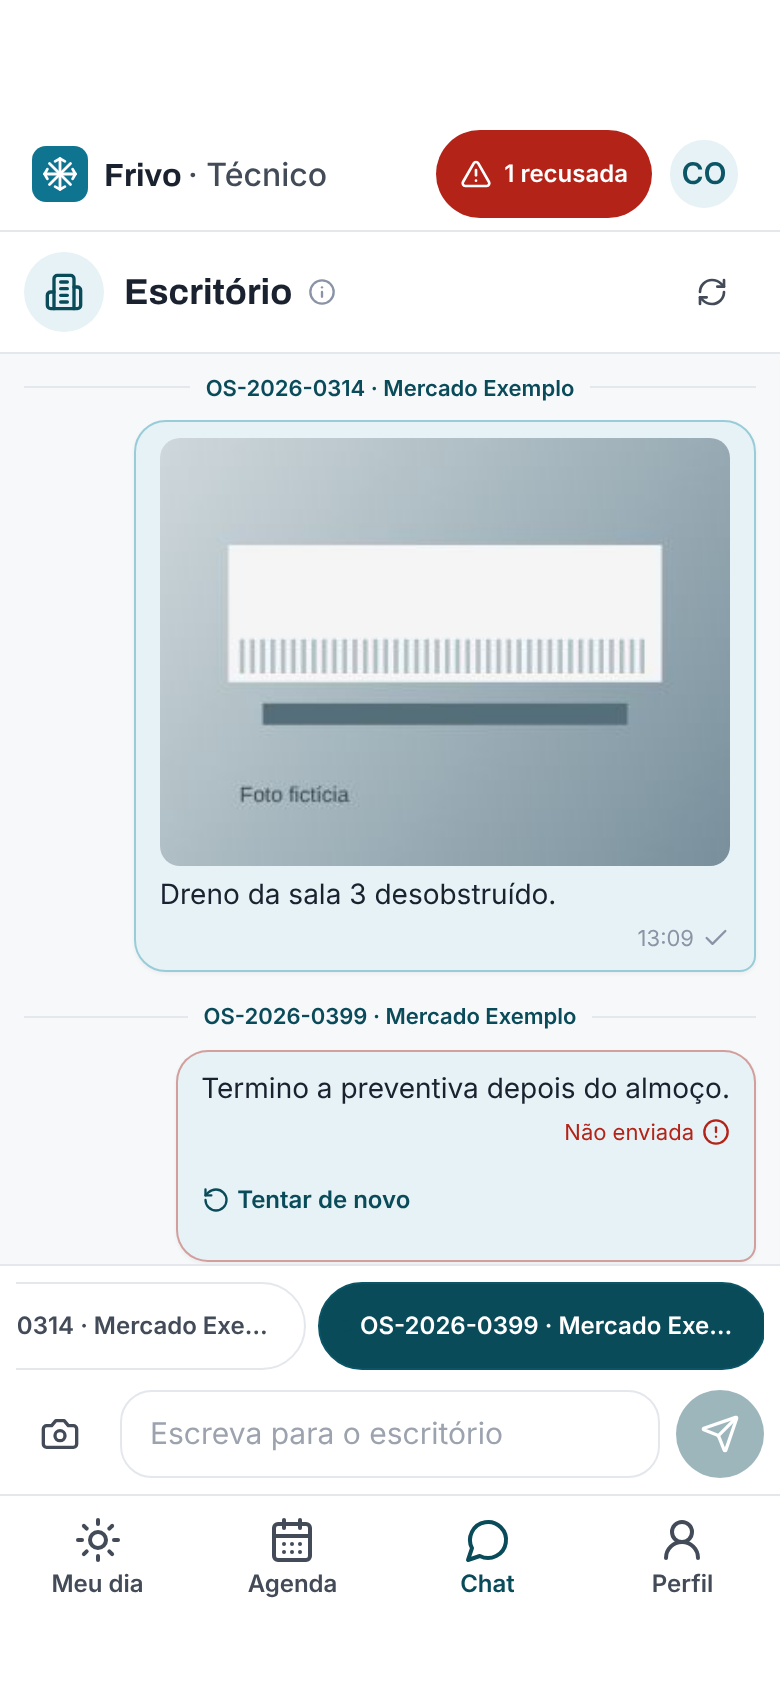 Frivo · Técnico
1 recusada
CO
Escritório
OS-2026-0314 · Mercado Exemplo
Foto fictícia
Dreno da sala 3 desobstruído.
13:09
OS-2026-0399 · Mercado Exemplo
Termino a preventiva depois do almoço.
Não enviada
Tentar de novo
0314 · Mercado Exe...
OS-2026-0399 · Mercado Exe...
Escreva para o escritório
Meu dia
Agenda
Chat
Perfil